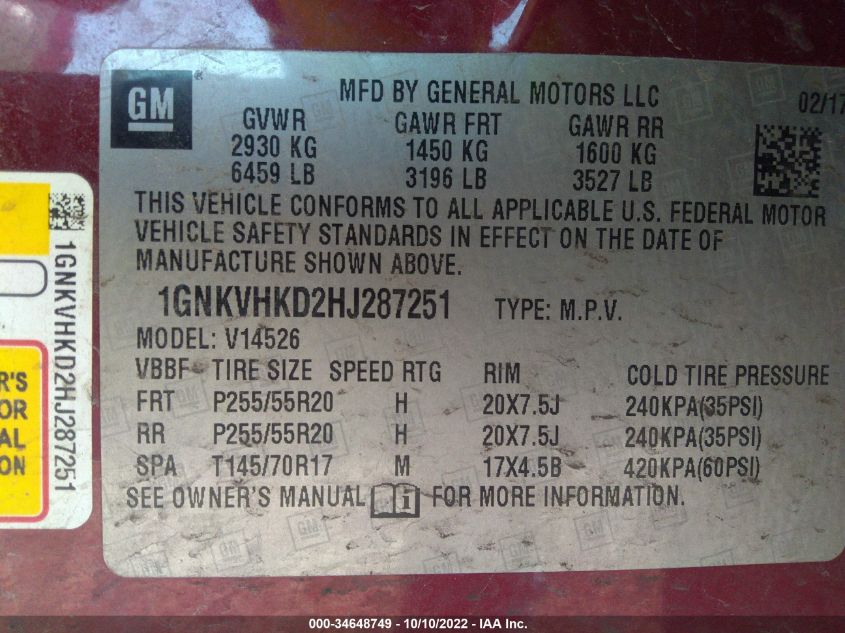 GM
MFD BY GENERAL MOTORS LLC
02/17
GVWR GAWR FRT GAWR RR
2930 KG 1450 KG 1600 KG
6459 LB 3196 LB 3527 LB
THIS VEHICLE CONFORMS TO ALL APPLICABLE U.S. FEDERAL MOTOR
VEHICLE SAFETY STANDARDS IN EFFECT ON THE DATE OF
MANUFACTURE SHOWN ABOVE.
1GNKVHKD2HJ287251 TYPE: M.P.V.
MODEL: V14526
VBBF TIRE SIZE SPEED RTG RIM COLD TIRE PRESSURE
FRT P255/55R20 H 20X7.5J 240KPA(35PSI)
RR P255/55R20 H 20X7.5J 240KPA(35PSI)
SPA T145/70R17 M 17X4.5B 420KPA(60PSI)
SEE OWNER'S MANUAL FOR MORE INFORMATION.
1GNKVHKD2HJ287251
R'S
OR
AL
ON
000-34648749 - 10/10/2022 - IAA Inc.